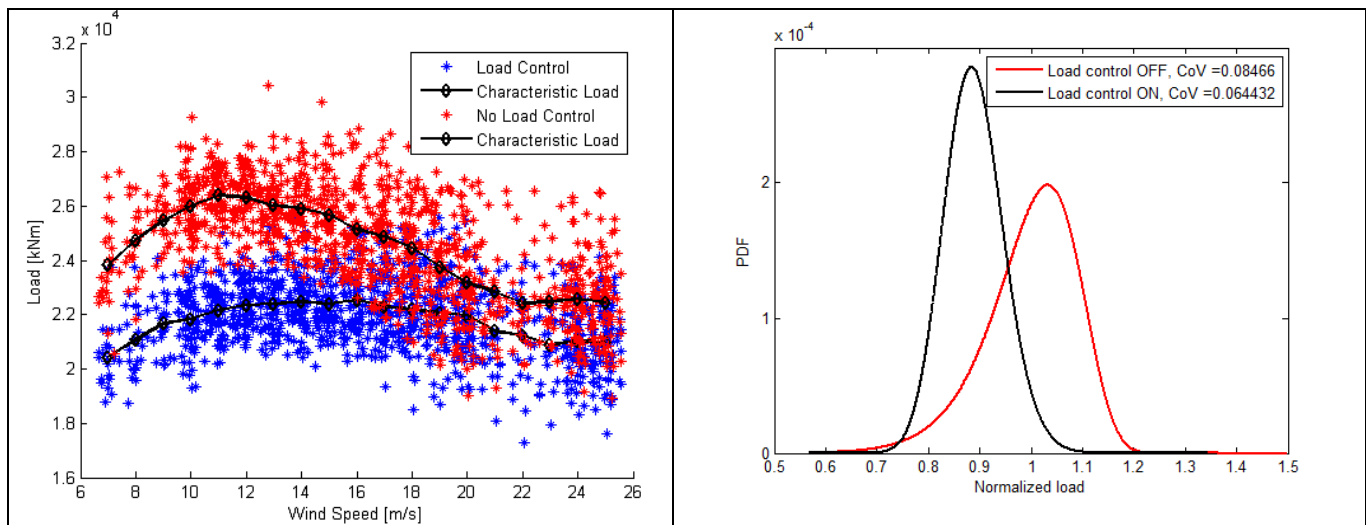 x 10^4
3.2
3
2.8
2.6
2.4
2.2
2
1.8
1.6
Load [kNm]
6 8 10 12 14 16 18 20 22 24 26
Wind Speed [m/s]
Load Control
Characteristic Load
No Load Control
Characteristic Load
x 10^-4
2
1
0
PDF
0.5 0.6 0.7 0.8 0.9 1 1.1 1.2 1.3 1.4 1.5
Normalized load
Load control OFF, CoV =0.08466
Load control ON, CoV =0.064432